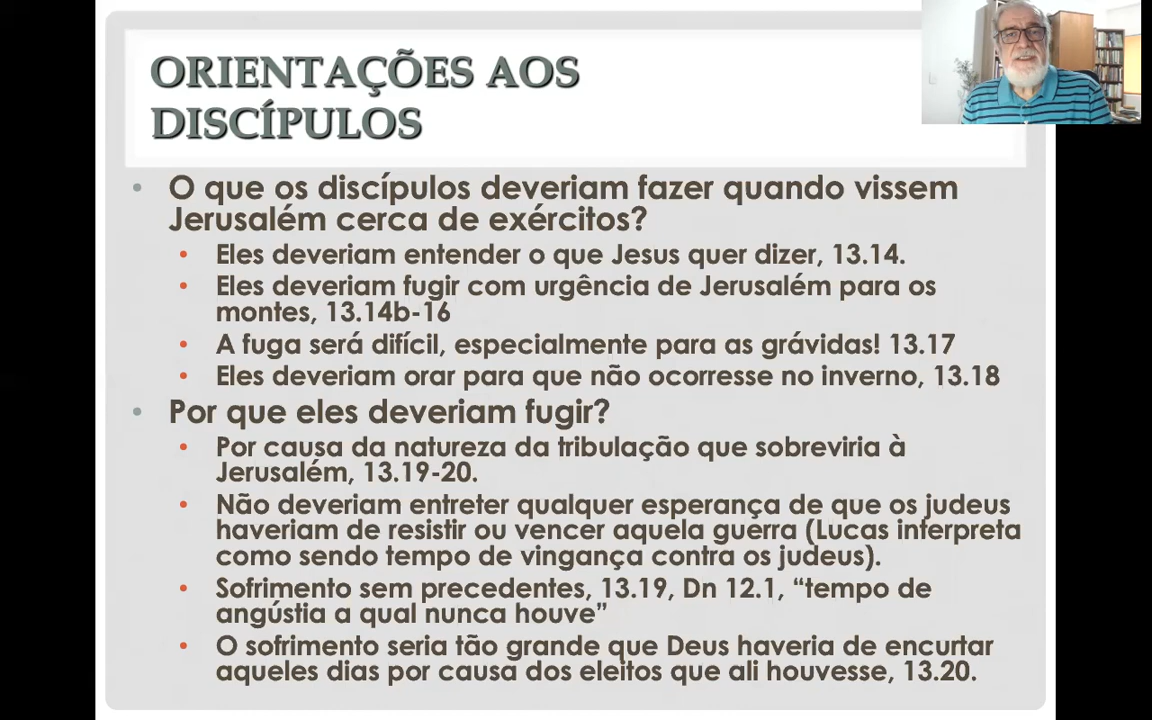 ORIENTAÇÕES AOS
DISCÍPULOS
• O que os discípulos deveriam fazer quando vissem
Jerusalém cerca de exércitos?
• Eles deveriam entender o que Jesus quer dizer, 13.14.
• Eles deveriam fugir com urgência de Jerusalém para os
montes, 13.14b-16
• A fuga será difícil, especialmente para as grávidas! 13.17
• Eles deveriam orar para que não ocorresse no inverno, 13.18
• Por que eles deveriam fugir?
• Por causa da natureza da tribulação que sobreviria à
Jerusalém, 13.19-20.
• Não deveriam entreter qualquer esperança de que os judeus
haveriam de resistir ou vencer aquela guerra (Lucas interpreta
como sendo tempo de vingança contra os judeus).
• Sofrimento sem precedentes, 13.19, Dn 12.1, “tempo de
angústia a qual nunca houve”
• O sofrimento seria tão grande que Deus haveria de encurtar
aqueles dias por causa dos eleitos que ali houvesse, 13.20.